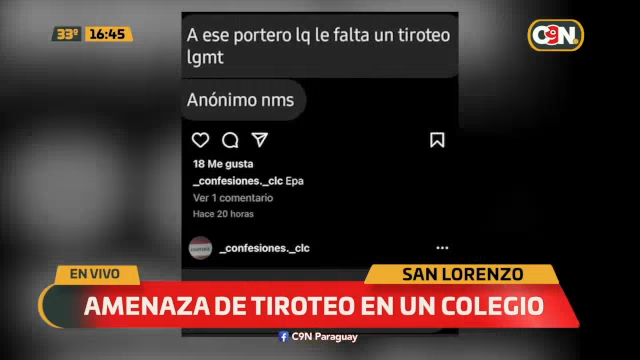 33º
16:45
C9N
A ese portero lq le falta un tiroteo
lgmt
Anónimo nms
18 Me gusta
_confesiones._clc Epa
Ver 1 comentario
Hace 20 horas
_confesiones._clc
EN VIVO
SAN LORENZO
AMENAZA DE TIROTEO EN UN COLEGIO
C9N Paraguay